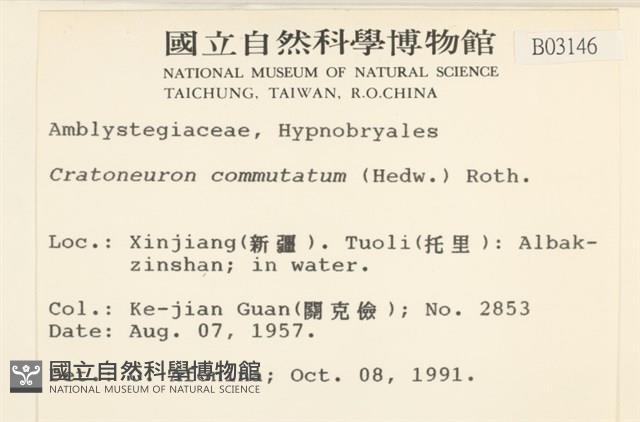 國立自然科學博物館
B03146
NATIONAL MUSEUM OF NATURAL SCIENCE
TAICHUNG, TAIWAN, R.O.CHINA
Amblystegiaceae, Hypnobryales
Cratoneuron commutatum (Hedw.) Roth.
Loc.: Xinjiang(新疆). Tuoli(托里): Albak-
zinshan; in water.
Col.: Ke-jian Guan(關克儉); No. 2853
Date: Aug. 07, 1957.
Oct. 08, 1991.
國立自然科學博物館
NATIONAL MUSEUM OF NATURAL SCIENCE